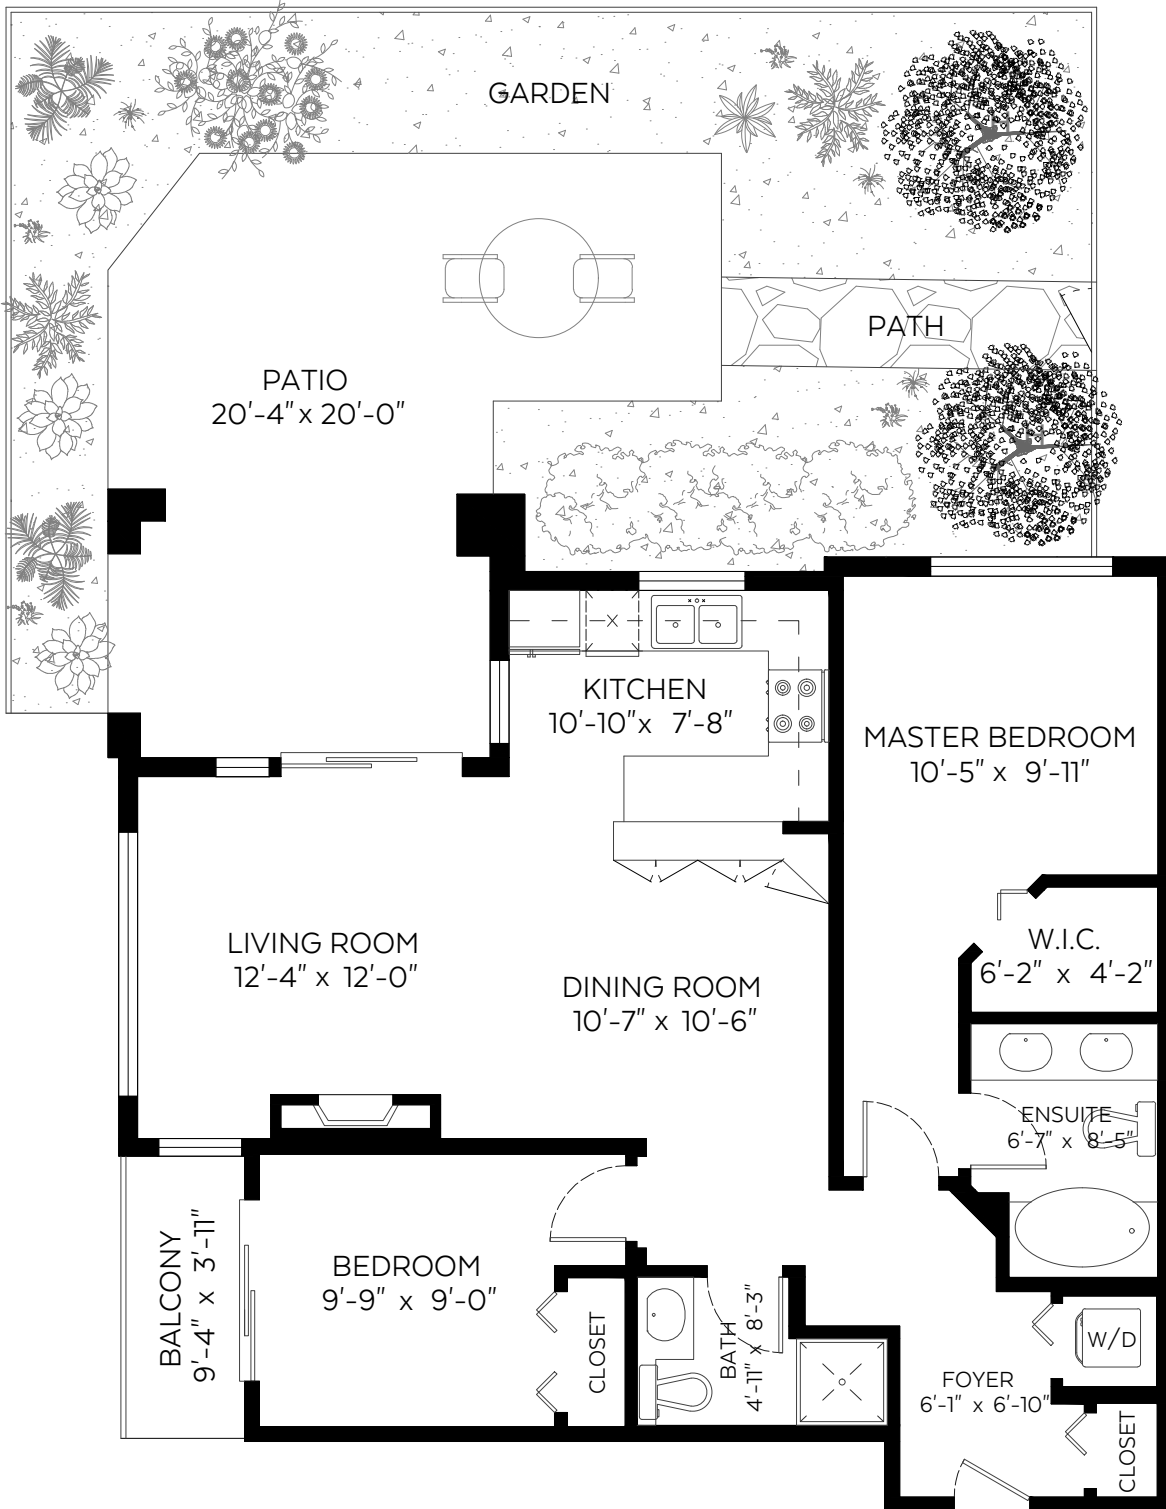 GARDEN
PATH
PATIO
20'-4" x 20'-0"
KITCHEN
10'-10" x 7'-8"
MASTER BEDROOM
10'-5" x 9'-11"
LIVING ROOM
12'-4" x 12'-0"
W.I.C.
6'-2" x 4'-2"
DINING ROOM
10'-7" x 10'-6"
ENSUITE
6'-7" x 8'-5"
BALCONY
9'-4" x 3'-11"
BEDROOM
9'-9" x 9'-0"
CLOSET
BATH
4'-11" x 8'-3"
W/D
FOYER
6'-1" x 6'-10"
CLOSET